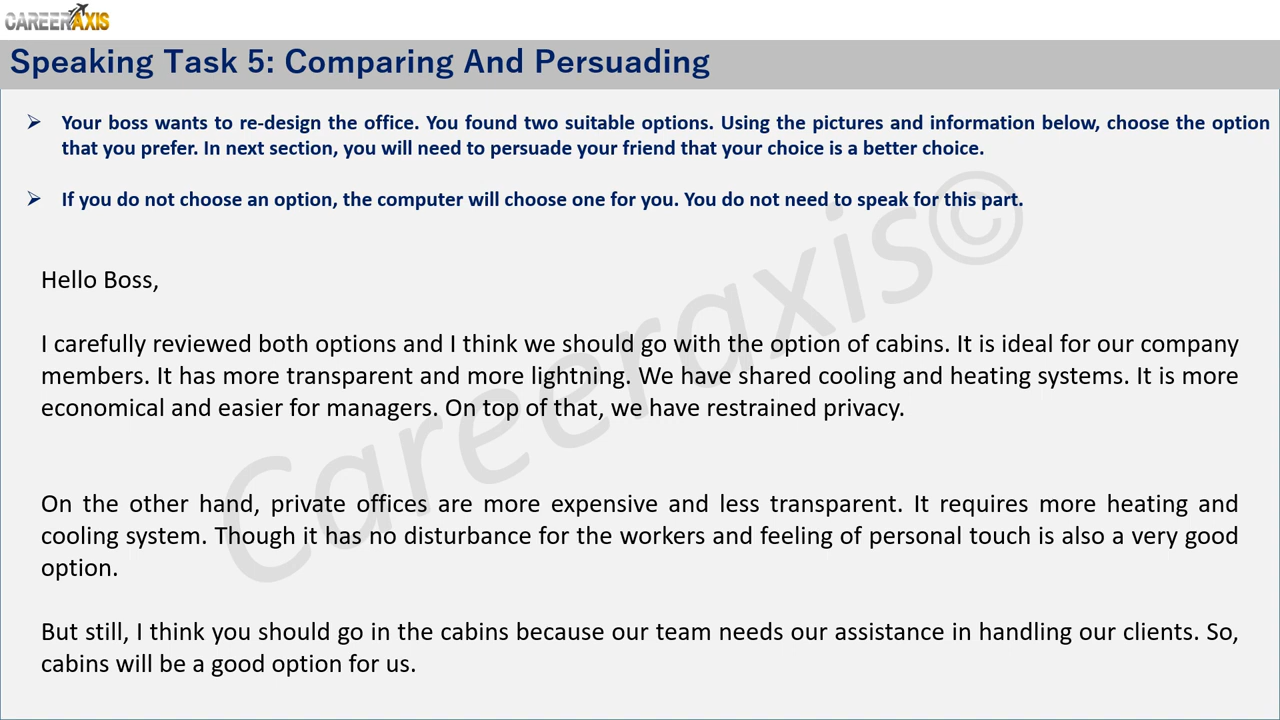 CAREERAXIS
Speaking Task 5: Comparing And Persuading
Your boss wants to re-design the office. You found two suitable options. Using the pictures and information below, choose the option
that you prefer. In next section, you will need to persuade your friend that your choice is a better choice.
If you do not choose an option, the computer will choose one for you. You do not need to speak for this part.
Careeraxis©
Hello Boss,
I carefully reviewed both options and I think we should go with the option of cabins. It is ideal for our company
members. It has more transparent and more lightning. We have shared cooling and heating systems. It is more
economical and easier for managers. On top of that, we have restrained privacy.
On the other hand, private offices are more expensive and less transparent. It requires more heating and
cooling system. Though it has no disturbance for the workers and feeling of personal touch is also a very good
option.
But still, I think you should go in the cabins because our team needs our assistance in handling our clients. So,
cabins will be a good option for us.